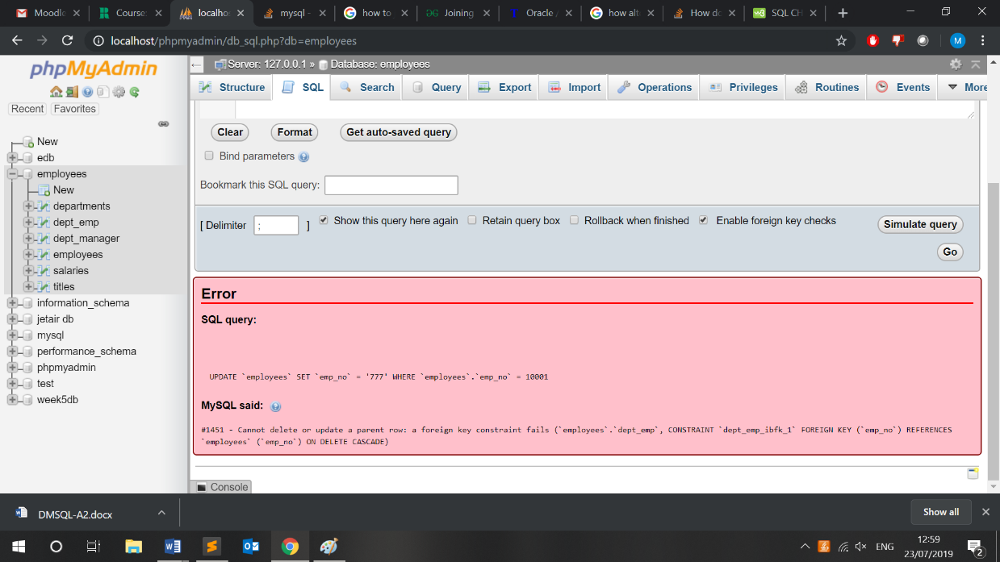 Moodle
Course
localho
mysql -
how to
Joining
Oracle
how alt
How do
SQL CH
localhost/phpmyadmin/db_sql.php?db=employees
M
phpMyAdmin
Recent Favorites
New
edb
employees
New
departments
dept_emp
dept_manager
employees
salaries
titles
information_schema
jetair db
mysql
performance_schema
phpmyadmin
test
week5db
Server: 127.0.0.1 » Database: employees
Structure SQL Search Query Export Import Operations Privileges Routines Events More
Clear Format Get auto-saved query
Bind parameters
Bookmark this SQL query:
[ Delimiter ; ] Show this query here again Retain query box Rollback when finished Enable foreign key checks
Simulate query
Go
Error
SQL query:
UPDATE `employees` SET `emp_no` = '777' WHERE `employees`.`emp_no` = 10001
MySQL said:
#1451 - Cannot delete or update a parent row: a foreign key constraint fails (`employees`.`dept_emp`, CONSTRAINT `dept_emp_ibfk_1` FOREIGN KEY (`emp_no`) REFERENCES
`employees` (`emp_no`) ON DELETE CASCADE)
Console
DMSQL-A2.docx
Show all
ENG
12:59
23/07/2019
2